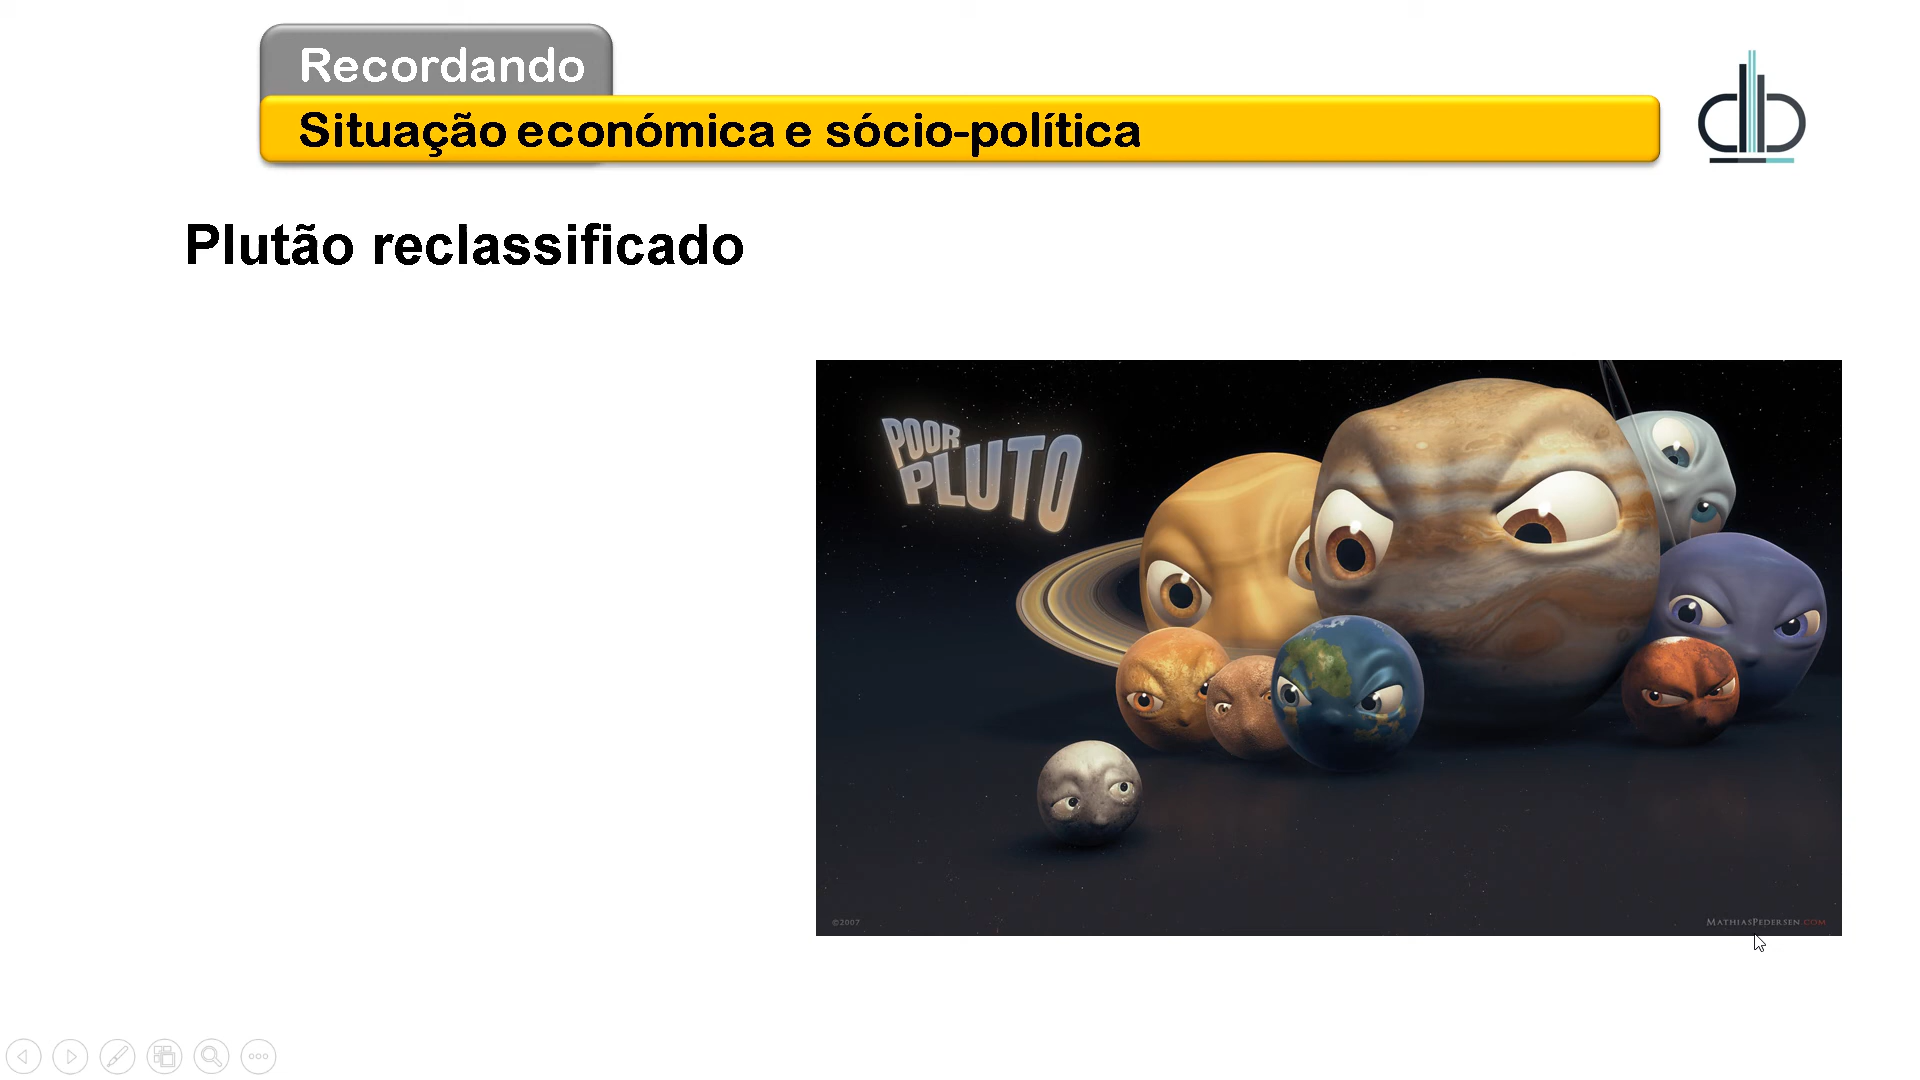 Recordando
Situação económica e sócio-política
Plutão reclassificado
POOR
PLUTO
©2007
MATHIASPEDERSEN.COM